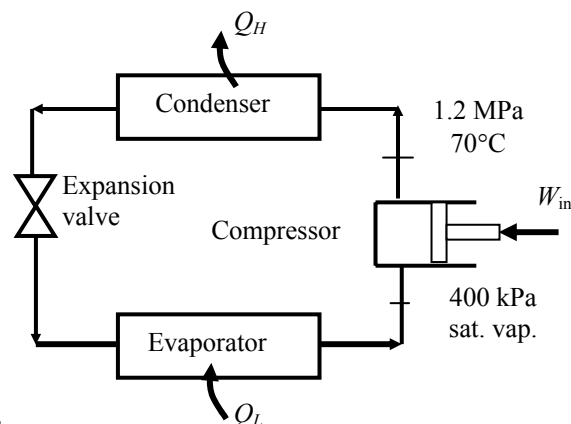 Q_H
Condenser
1.2 MPa
70°C
Expansion
valve
Compressor
W_in
400 kPa
sat. vap.
Evaporator
Q_L